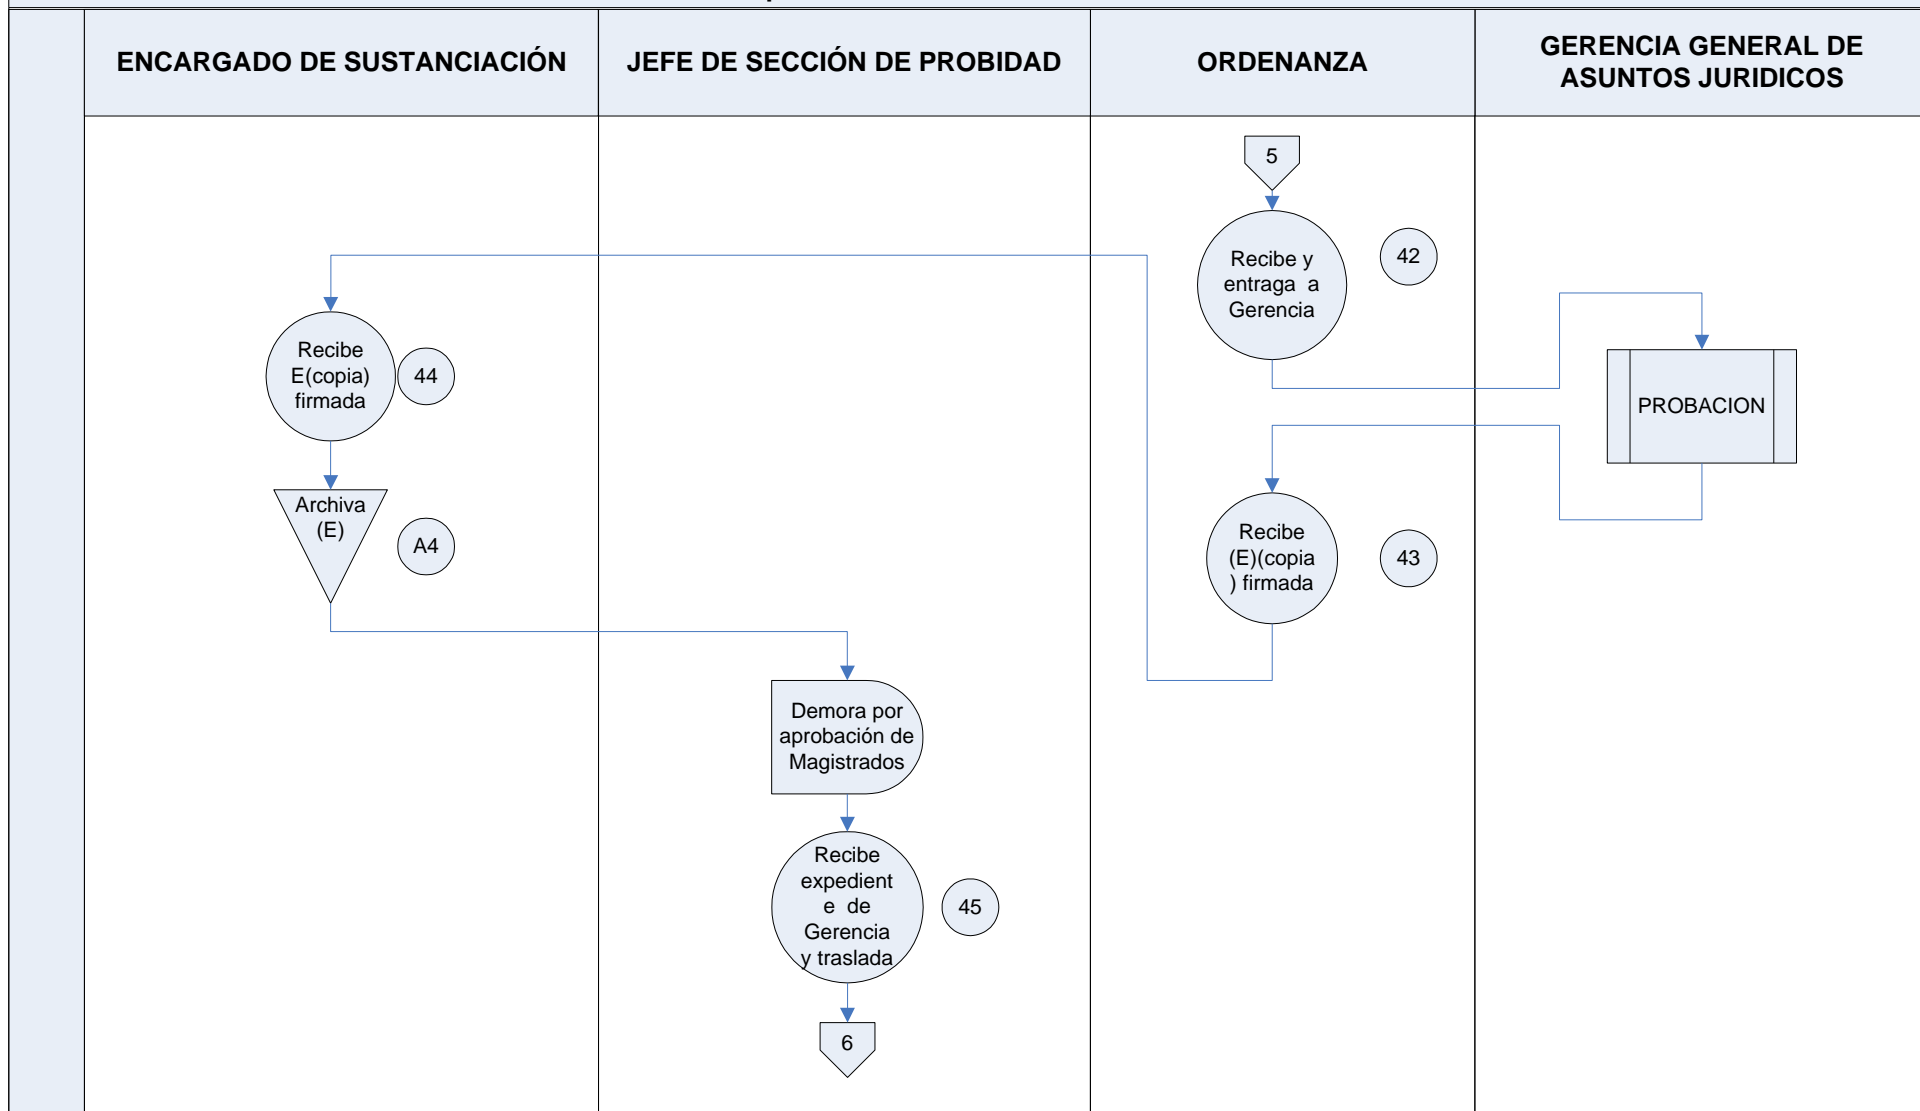 ENCARGADO DE SUSTANCIACIÓN
JEFE DE SECCIÓN DE PROBIDAD
ORDENANZA
GERENCIA GENERAL DE
ASUNTOS JURIDICOS
5
Recibe y
entraga a
Gerencia
42
Recibe
E(copia)
firmada
44
PROBACION
Archiva
(E)
A4
Recibe
(E)(copia
) firmada
43
Demora por
aprobación de
Magistrados
Recibe
expedient
e de
Gerencia
y traslada
45
6